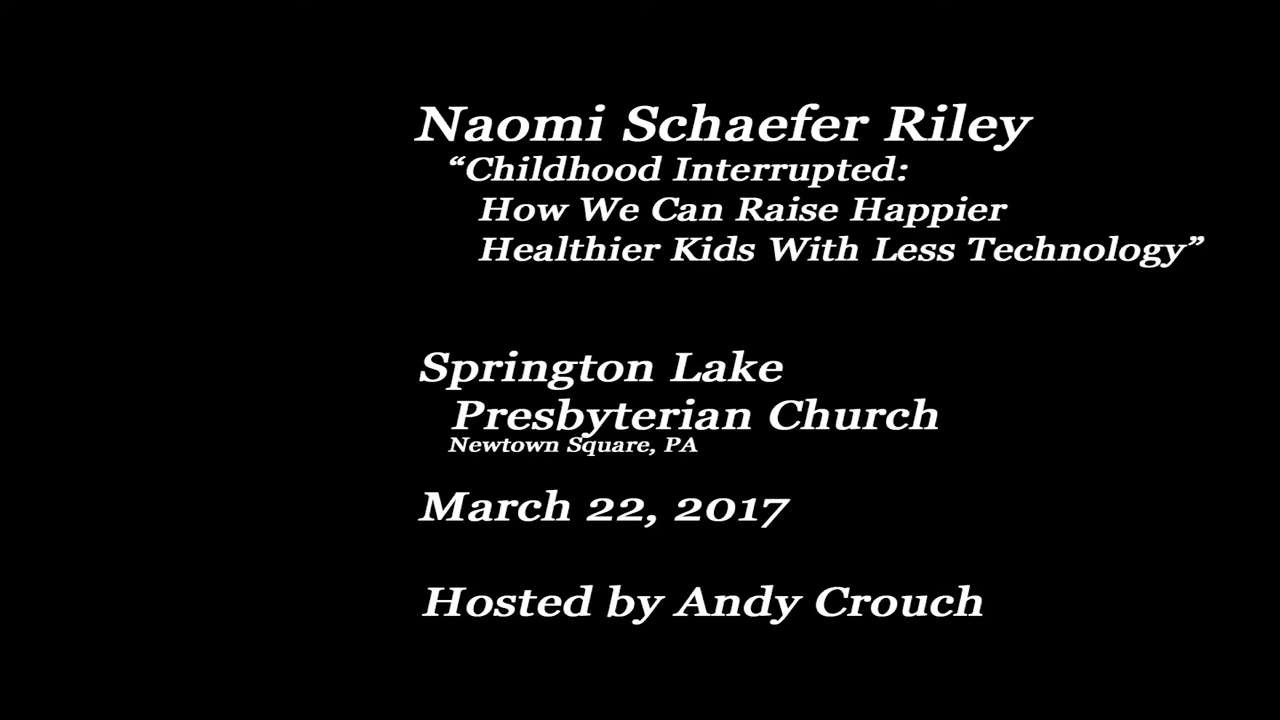 Naomi Schaefer Riley
“Childhood Interrupted:
How We Can Raise Happier
Healthier Kids With Less Technology”
Springton Lake
Presbyterian Church
Newtown Square, PA
March 22, 2017
Hosted by Andy Crouch